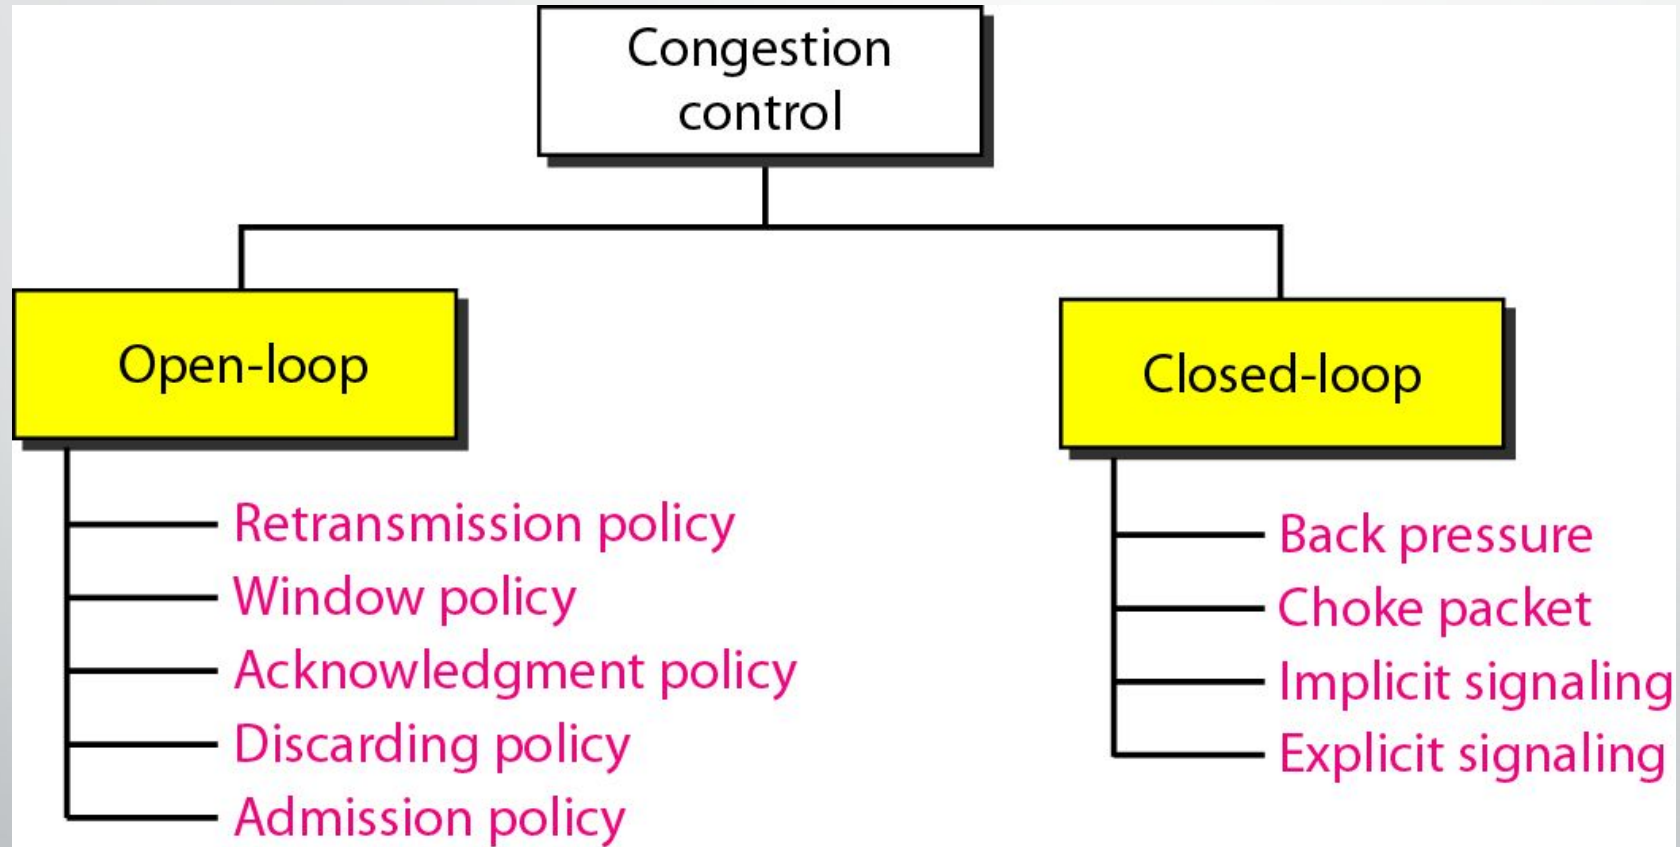 Congestion
control
Open-loop
Retransmission policy
Window policy
Acknowledgment policy
Discarding policy
Admission policy
Closed-loop
Back pressure
Choke packet
Implicit signaling
Explicit signaling